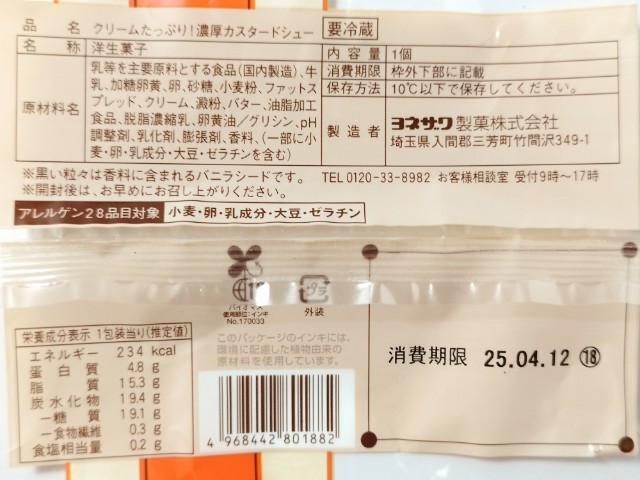 品名 クリームたっぷり!濃厚カスタードシュー 要冷蔵
名称 洋生菓子
原材料名 乳等を主要原料とする食品(国内製造)、牛
乳、加糖卵黄、卵、砂糖、小麦粉、ファットス
プレッド、クリーム、澱粉、バター、油脂加工
食品、脱脂濃縮乳、卵黄油/グリシン、pH
調整剤、乳化剤、膨張剤、香料、(一部に小
麦・卵・乳成分・大豆・ゼラチンを含む)
内容量 1個
消費期限 枠外下部に記載
保存方法 10℃以下で保存してください。
製造者 ヨネザワ製菓株式会社
埼玉県入間郡三芳町竹間沢349-1
※黒い粒々は香料に含まれるバニラシードです。 TEL0120-33-8982 お客様相談室 受付9時〜17時
※開封後は、お早めにお召し上がりください。
アレルゲン28品目対象 小麦・卵・乳成分・大豆・ゼラチン
バイオマス
使用部位:インキ
No.170033
プラ
外装
このパッケージのインキには、
環境に配慮した植物由来の
原材料を使用しています。
栄養成分表示 1包装当り(推定値)
エネルギー 234 kcal
蛋白質 4.8 g
脂質 15.3 g
炭水化物 19.4 g
-糖質 19.1 g
-食物繊維 0.3 g
食塩相当量 0.2 g
4 968442 801882
消費期限 25.04.12 ⑱